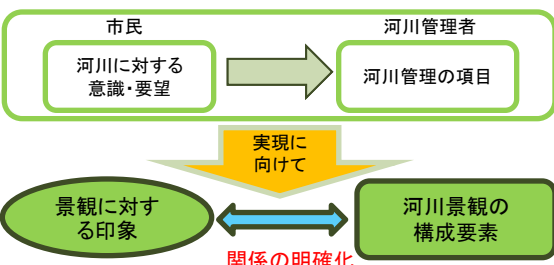 市民
河川管理者
河川に対する
意識・要望
河川管理の項目
実現に
向けて
景観に対す
る印象
河川景観の
構成要素
関係の明確化